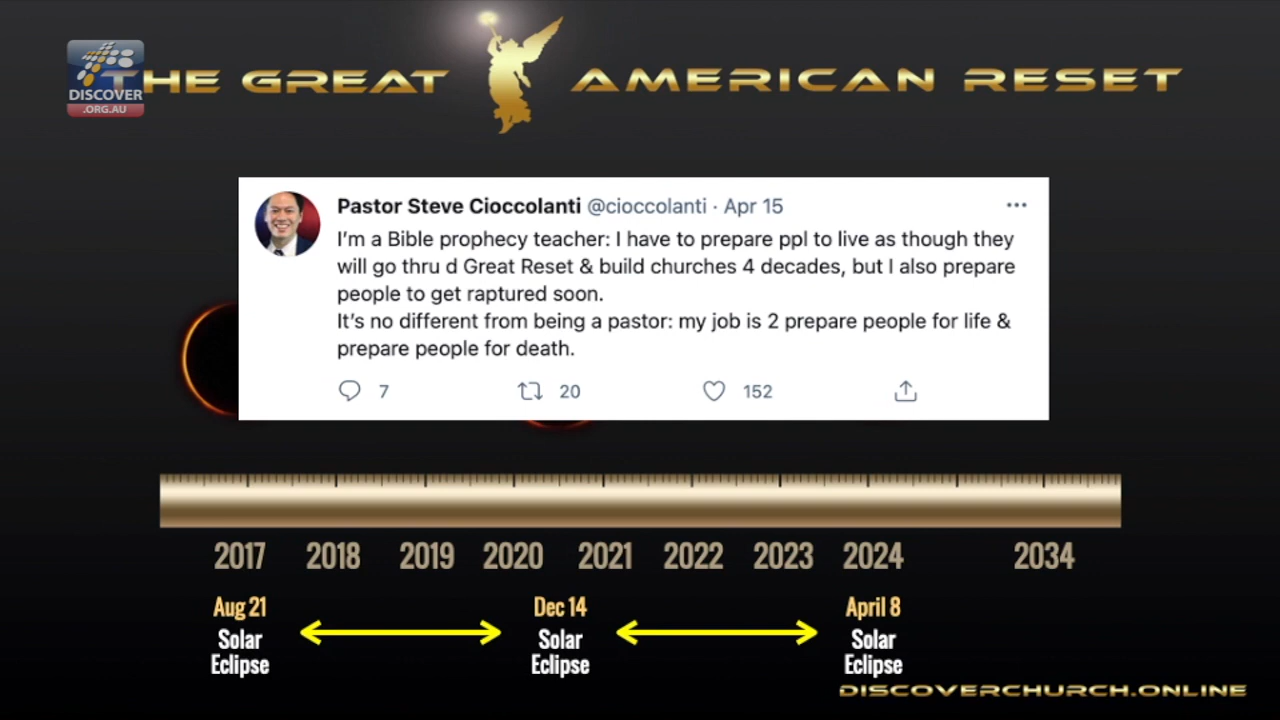 THE GREAT AMERICAN RESET
DISCOVER
.ORG.AU
Pastor Steve Cioccolanti @cioccolanti · Apr 15
I'm a Bible prophecy teacher: I have to prepare ppl to live as though they
will go thru d Great Reset & build churches 4 decades, but I also prepare
people to get raptured soon.
It's no different from being a pastor: my job is 2 prepare people for life &
prepare people for death.
7 20 152
2017 2018 2019 2020 2021 2022 2023 2024 2034
Aug 21 Dec 14 April 8
Solar Solar Solar
Eclipse Eclipse Eclipse
DISCOVERCHURCH.ONLINE